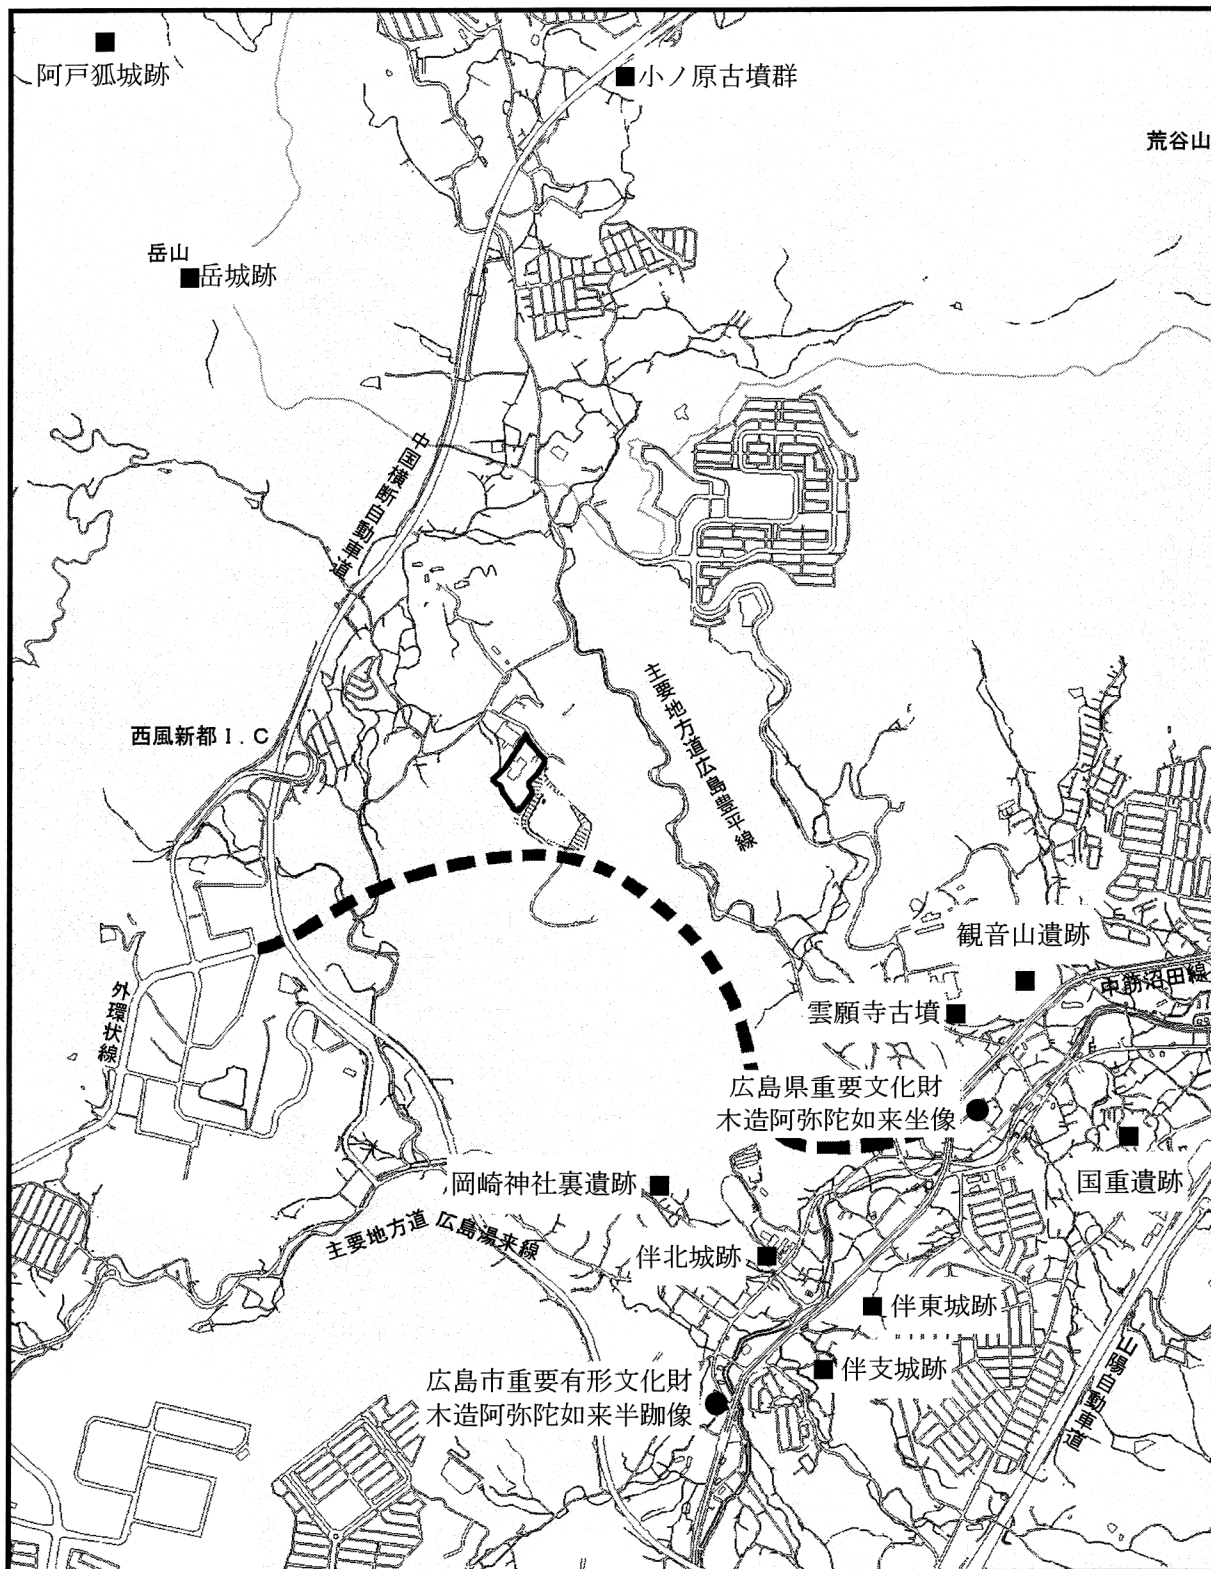 阿戸狐城跡
小ノ原古墳群
荒谷山
岳山
岳城跡
中国横断自動車道
主要地方道広島豊平線
西風新都Ⅰ.C
観音山遺跡
中筋沼田線
外環状線
雲願寺古墳
広島県重要文化財
木造阿弥陀如来坐像
岡崎神社裏遺跡
国重遺跡
主要地方道 広島湯来線
伴北城跡
伴東城跡
山陽自動車道
伴支城跡
広島市重要有形文化財
木造阿弥陀如来半跏像